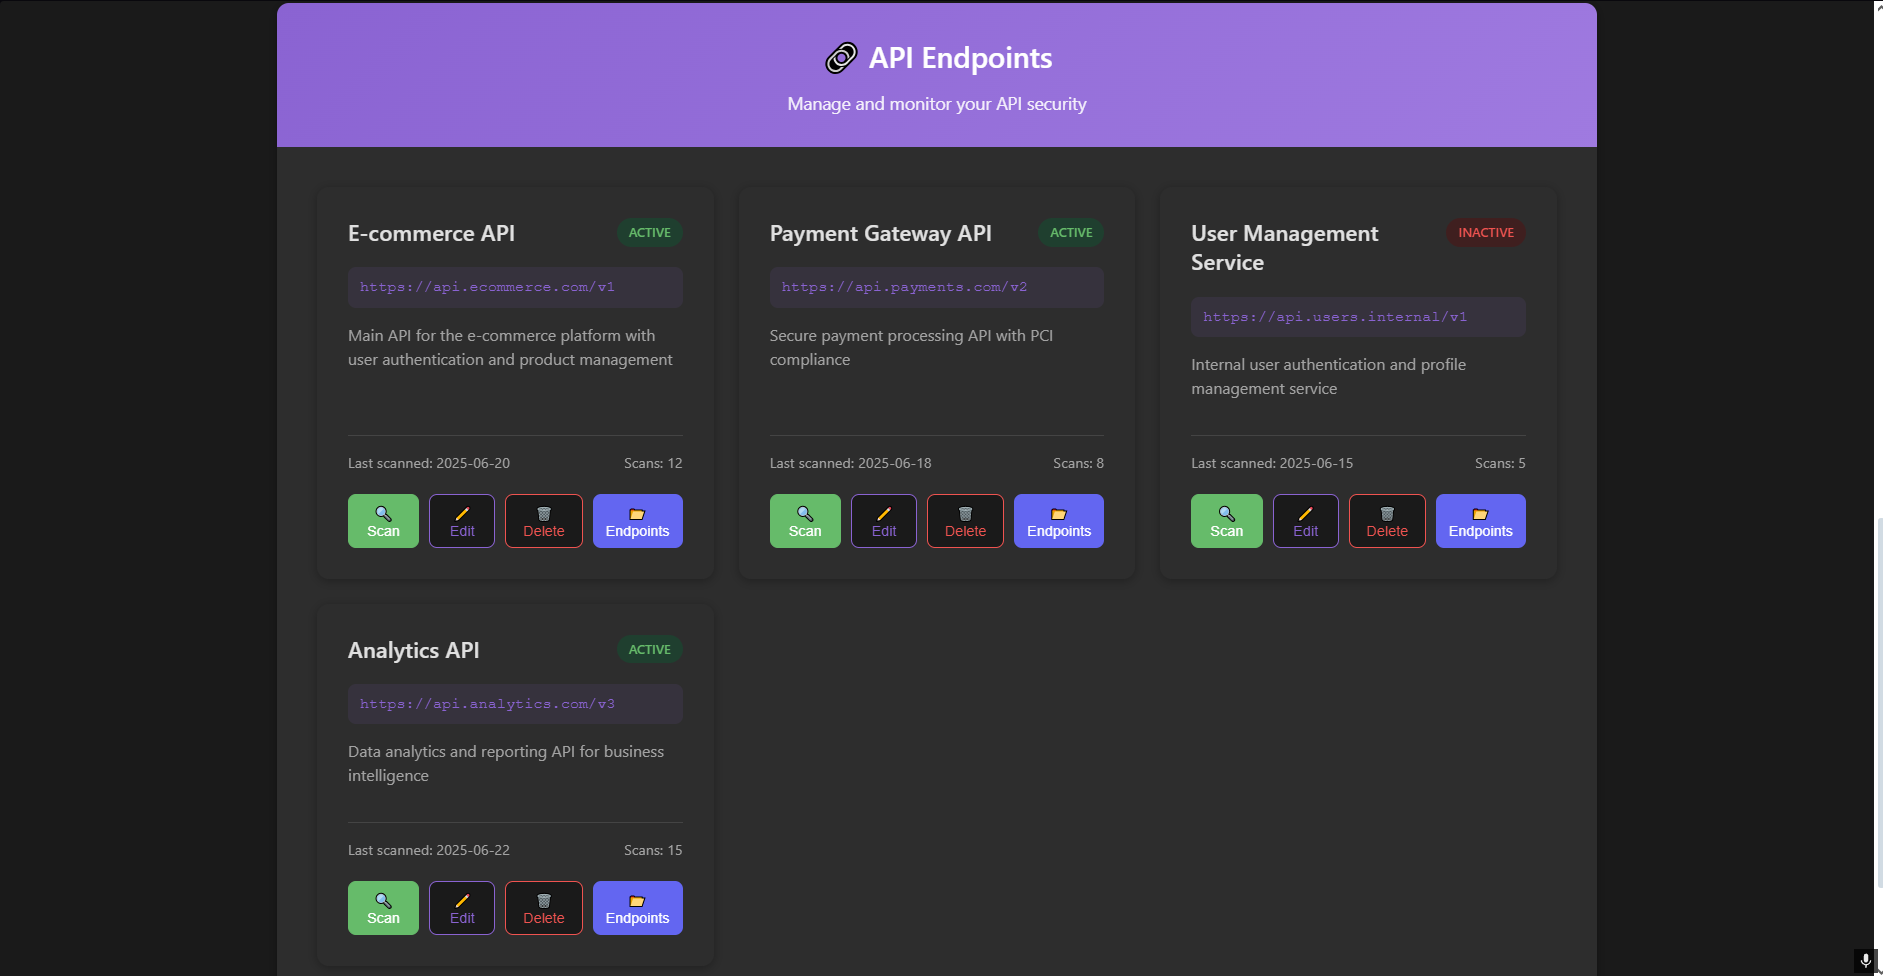 API Endpoints
Manage and monitor your API security
E-commerce API
ACTIVE
https://api.ecommerce.com/v1
Main API for the e-commerce platform with
user authentication and product management
Last scanned: 2025-06-20
Scans: 12
Scan
Edit
Delete
Endpoints
Payment Gateway API
ACTIVE
https://api.payments.com/v2
Secure payment processing API with PCI
compliance
Last scanned: 2025-06-18
Scans: 8
Scan
Edit
Delete
Endpoints
User Management
Service
INACTIVE
https://api.users.internal/v1
Internal user authentication and profile
management service
Last scanned: 2025-06-15
Scans: 5
Scan
Edit
Delete
Endpoints
Analytics API
ACTIVE
https://api.analytics.com/v3
Data analytics and reporting API for business
intelligence
Last scanned: 2025-06-22
Scans: 15
Scan
Edit
Delete
Endpoints